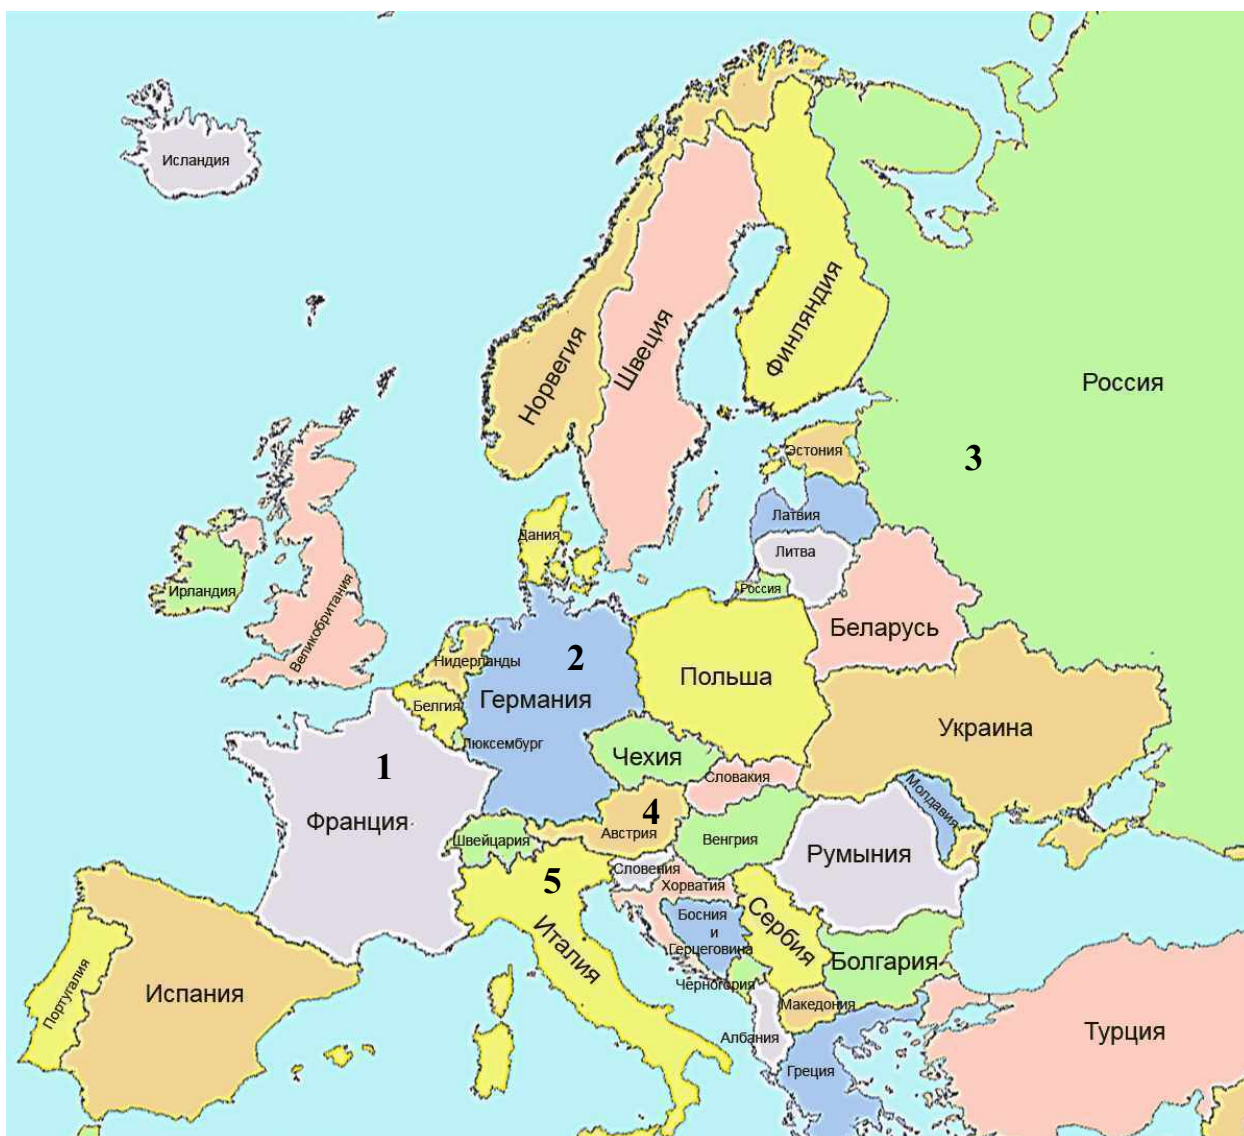 Исландия
Норвегия
Швеция
Финляндия
Россия
3
Эстония
Латвия
Литва
Россия
Дания
Ирландия
Великобритания
Беларусь
Нидерланды
2
Германия
Польша
Белгия
Люксембург
Украина
Чехия
1
Словакия
Франция
4
Австрия
Швейцария
Венгрия
Молдавия
Румыния
Словения
5
Хорватия
Италия
Босния
и
Герцеговина
Сербия
Болгария
Черногория
Македония
Албания
Греция
Турция
Испания
Португалия